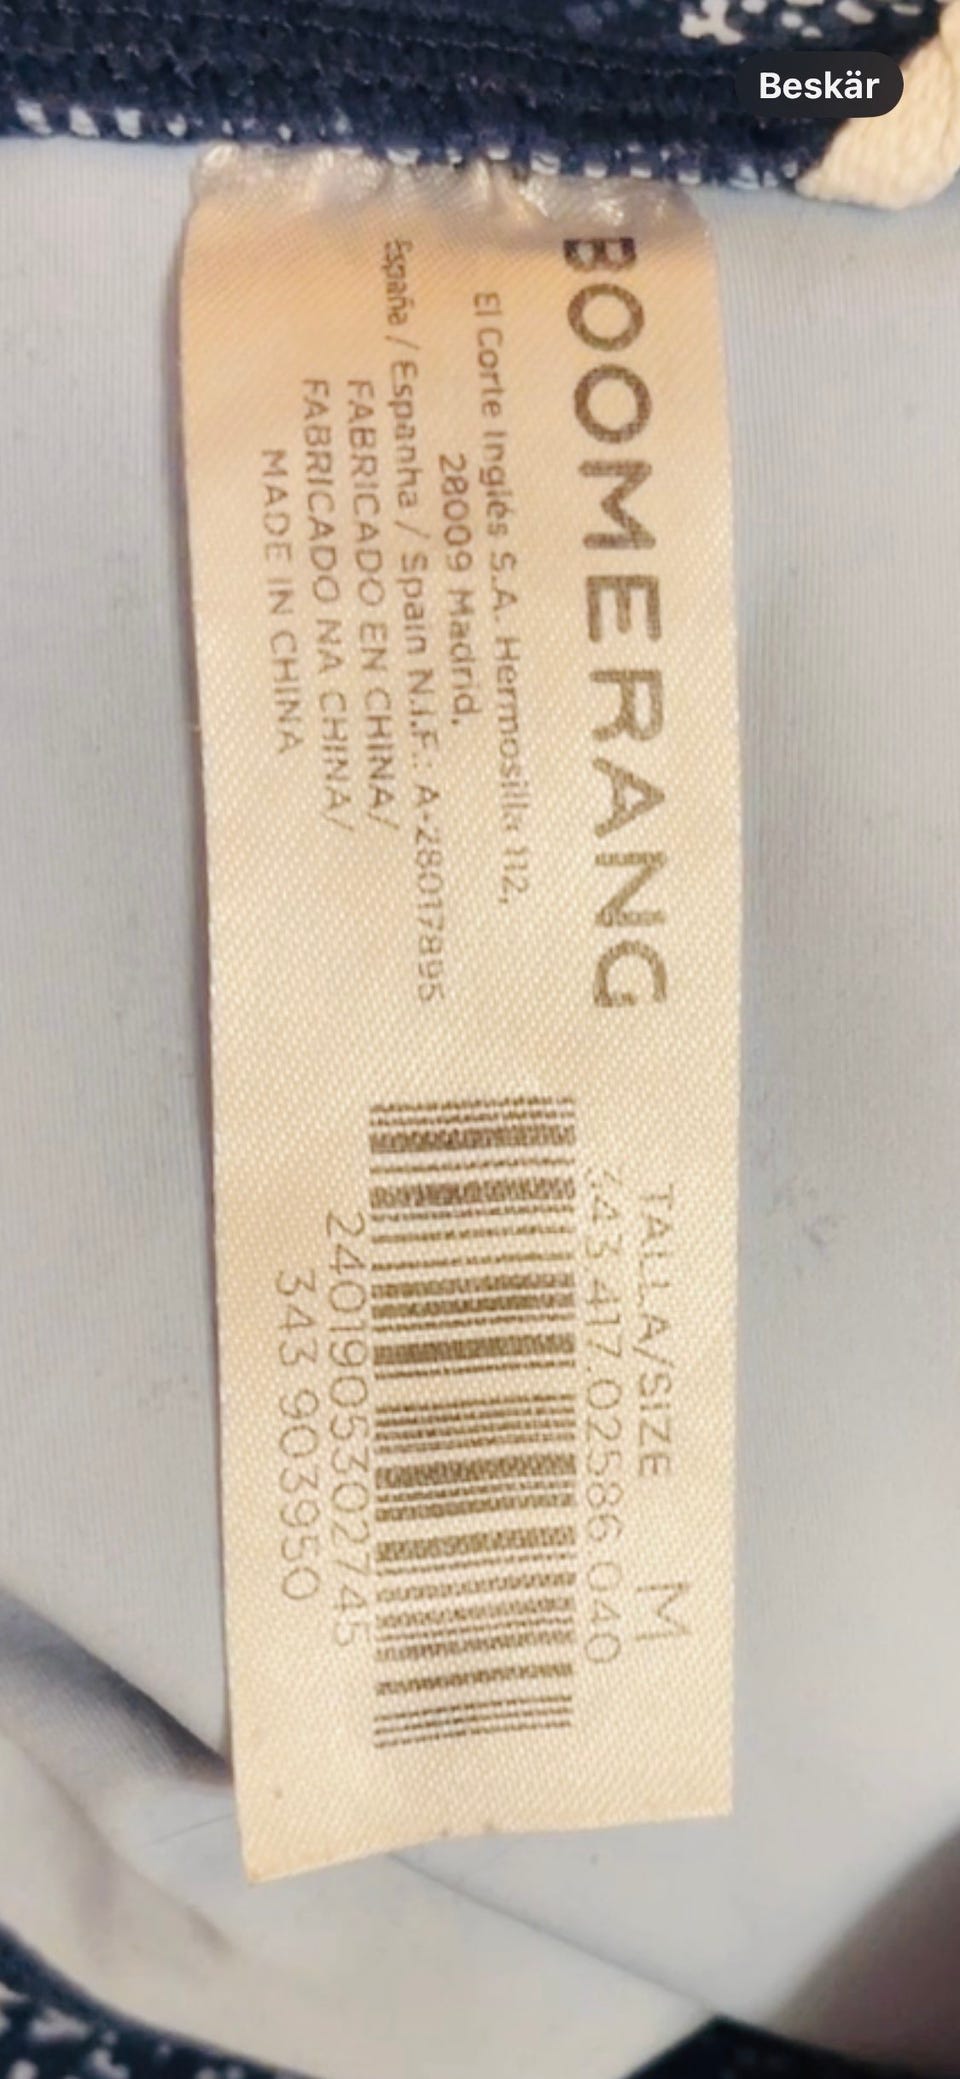 Beskär
BOOMERANG
El Corte Inglés S.A. Hermosilla 112,
28009 Madrid.
España / Espanha / Spain N.I.F.: A-28017895
FABRICADO EN CHINA/
FABRICADO NA CHINA/
MADE IN CHINA
TALLA/SIZE M
343 417.02586 040
2401905302745
343 903950